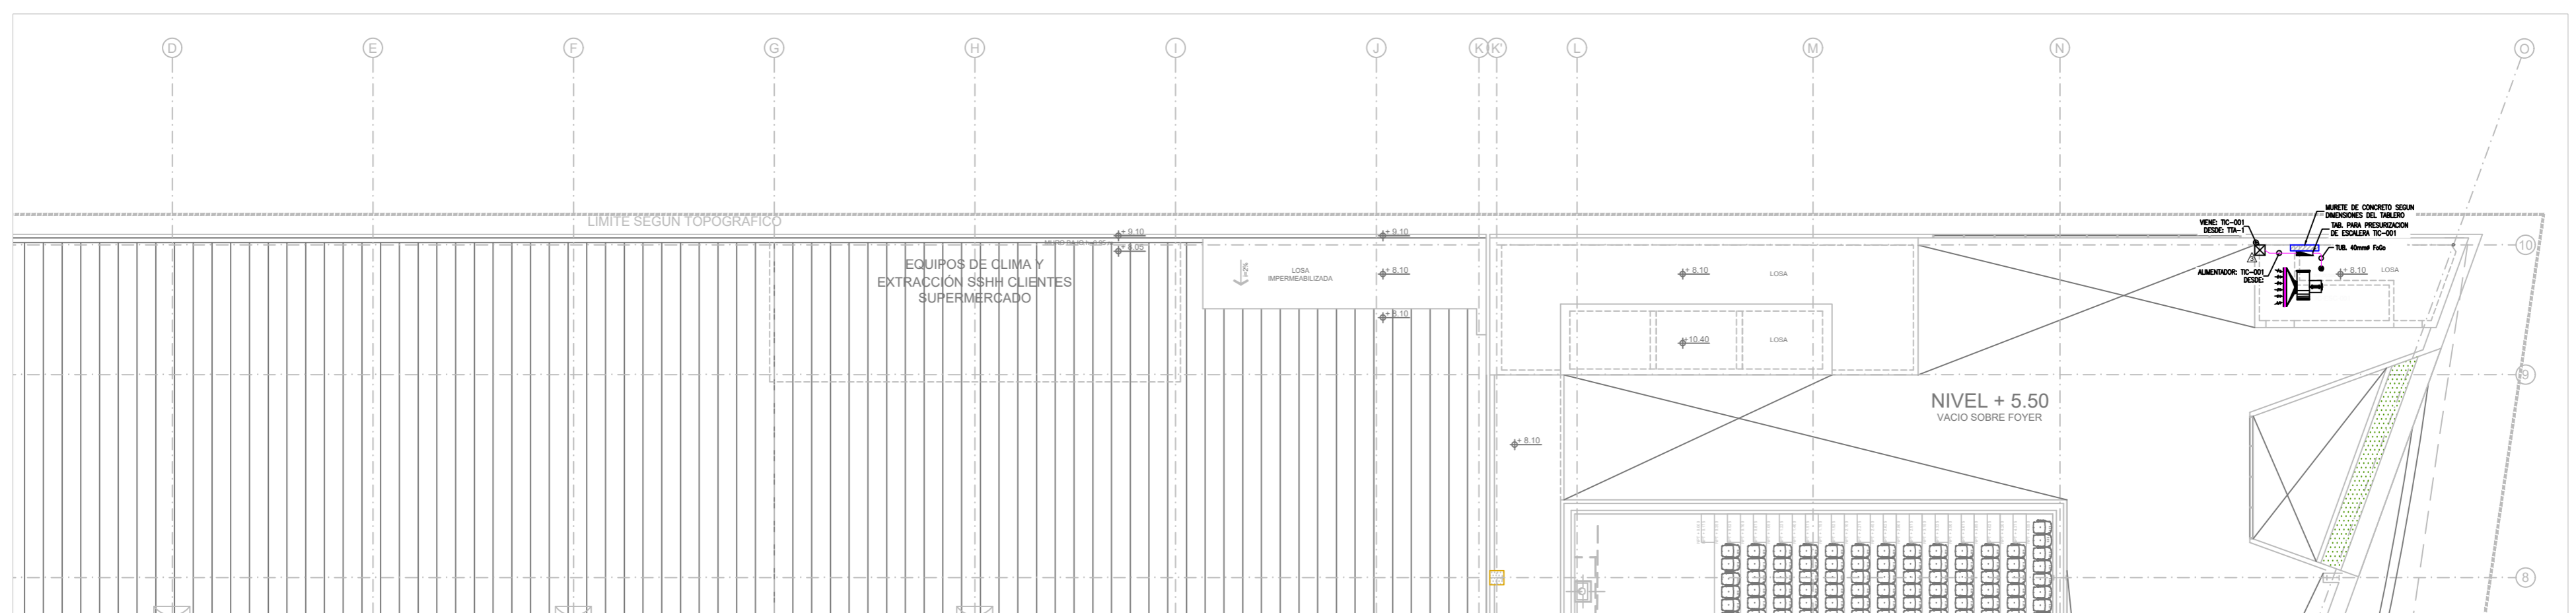 D
E
F
G
H
I
J
K
K'
L
M
N
O
LIMITE SEGUN TOPOGRAFICO
+ 9.10
+ 8.05
+ 9.10
EQUIPOS DE CLIMA Y
EXTRACCIÓN SSHH CLIENTES
SUPERMERCADO
i=2%
LOSA
IMPERMEABILIZADA
+ 8.10
+ 8.10
+ 8.10
LOSA
+10.40
LOSA
+ 8.10
NIVEL + 5.50
VACIO SOBRE FOYER
VIENE: TIC-001
DESDE: TTA-1
MURETE DE CONCRETO SEGUN
DIMENSIONES DEL TABLERO
TAB. PARA PRESURIZACION
DE ESCALERA TIC-001
TUB. 40mmø FoGo
ALIMENTADOR: TIC-001
DESDE:
+ 8.10
LOSA
10
9
8